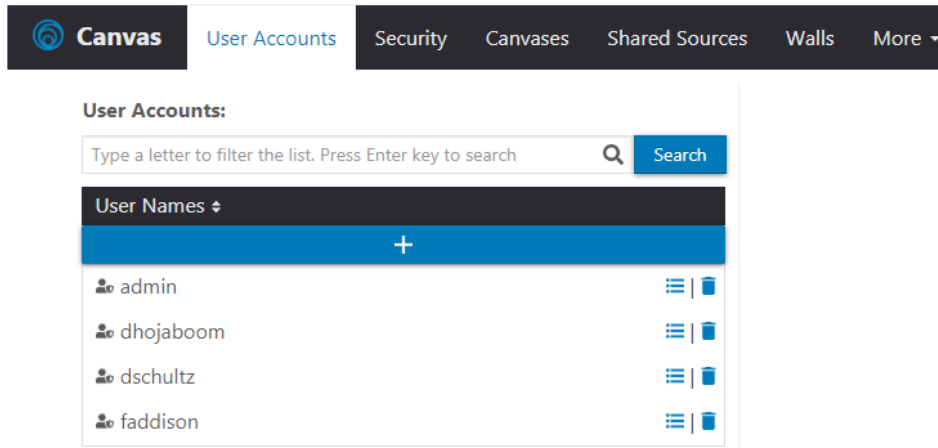 Canvas User Accounts Security Canvases Shared Sources Walls More
User Accounts:
Type a letter to filter the list. Press Enter key to search Search
User Names
+
admin |
dhojaboom |
dschultz |
faddison |